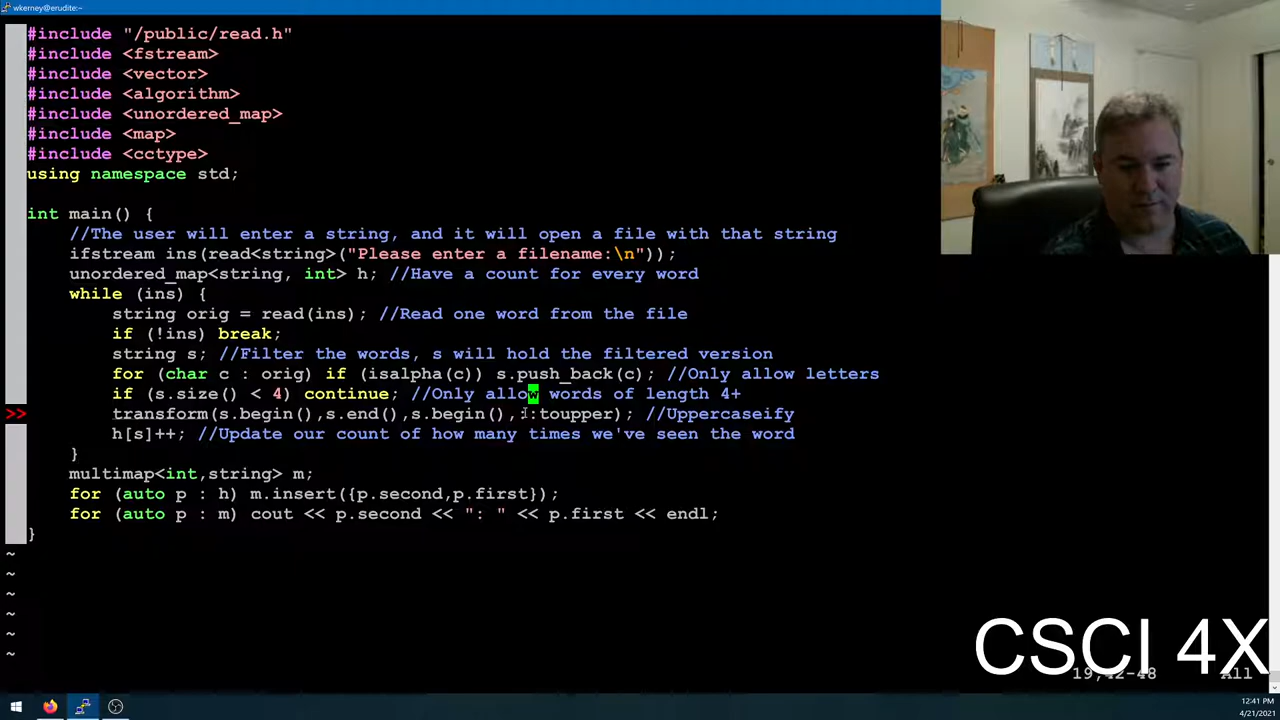 wkerney@erudite:~
#include "/public/read.h"
#include <fstream>
#include <vector>
#include <algorithm>
#include <unordered_map>
#include <map>
#include <cctype>
using namespace std;
int main() {
//The user will enter a string, and it will open a file with that string
ifstream ins(read<string>("Please enter a filename:\n"));
unordered_map<string, int> h; //Have a count for every word
while (ins) {
string orig = read(ins); //Read one word from the file
if (!ins) break;
string s; //Filter the words, s will hold the filtered version
for (char c : orig) if (isalpha(c)) s.push_back(c); //Only allow letters
if (s.size() < 4) continue; //Only allow words of length 4+
>> transform(s.begin(),s.end(),s.begin(),::toupper); //Uppercaseify
h[s]++; //Update our count of how many times we've seen the word
}
multimap<int,string> m;
for (auto p : h) m.insert({p.second,p.first});
for (auto p : m) cout << p.second << ": " << p.first << endl;
}
~
~
~
~
~
~
CSCI 4X
19,42-48 All
12:41 PM
4/21/2021